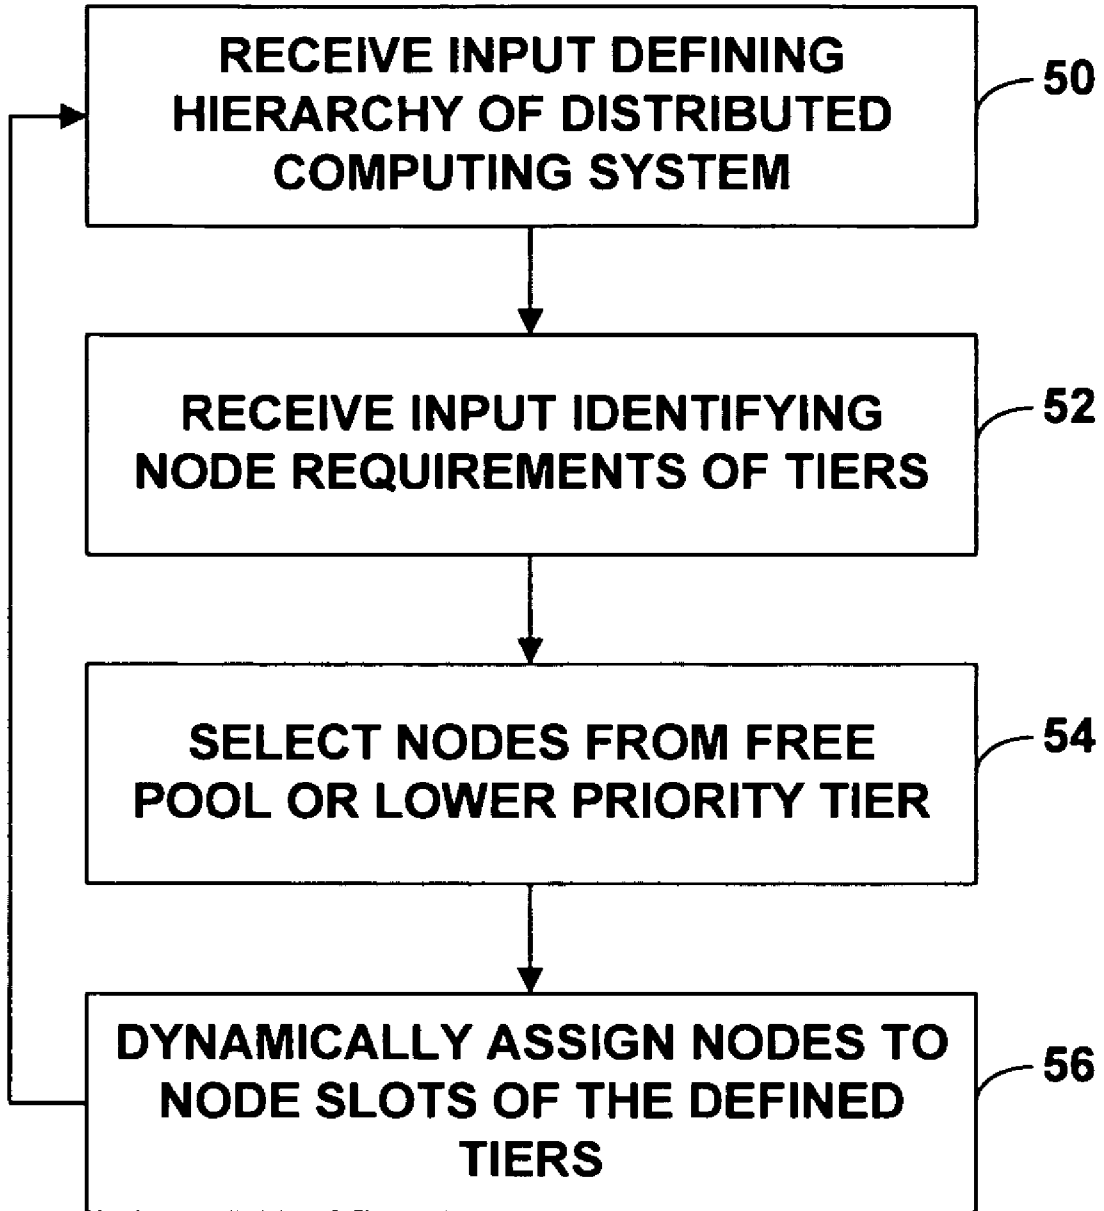 RECEIVE INPUT DEFINING
HIERARCHY OF DISTRIBUTED
COMPUTING SYSTEM
50
RECEIVE INPUT IDENTIFYING
NODE REQUIREMENTS OF TIERS
52
SELECT NODES FROM FREE
POOL OR LOWER PRIORITY TIER
54
DYNAMICALLY ASSIGN NODES TO
NODE SLOTS OF THE DEFINED
TIERS
56